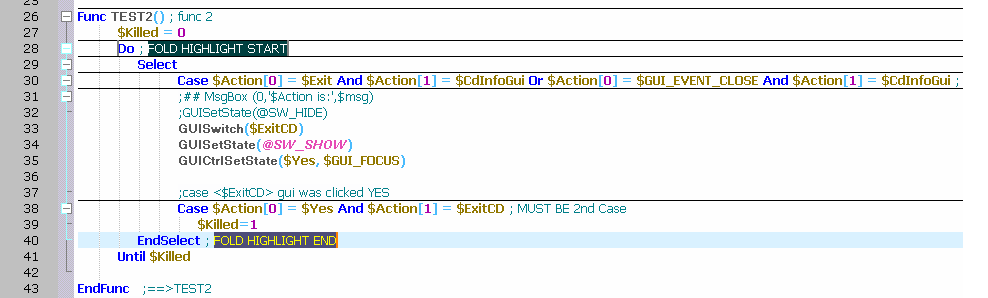 25
26 Func TEST2() ; func 2
27 $Killed = 0
28 Do ; FOLD HIGHLIGHT START
29 Select
30 Case $Action[0] = $Exit And $Action[1] = $CdInfoGui Or $Action[0] = $GUI_EVENT_CLOSE And $Action[1] = $CdInfoGui ;
31 ;## MsgBox (0,'$Action is:',$msg)
32 ;GUISetState(@SW_HIDE)
33 GUISwitch($ExitCD)
34 GUISetState(@SW_SHOW)
35 GUICtrlSetState($Yes, $GUI_FOCUS)
36
37 ;case <$ExitCD> gui was clicked YES
38 Case $Action[0] = $Yes And $Action[1] = $ExitCD ; MUST BE 2nd Case
39 $Killed=1
40 EndSelect ; FOLD HIGHLIGHT END
41 Until $Killed
42
43 EndFunc ;==>TEST2